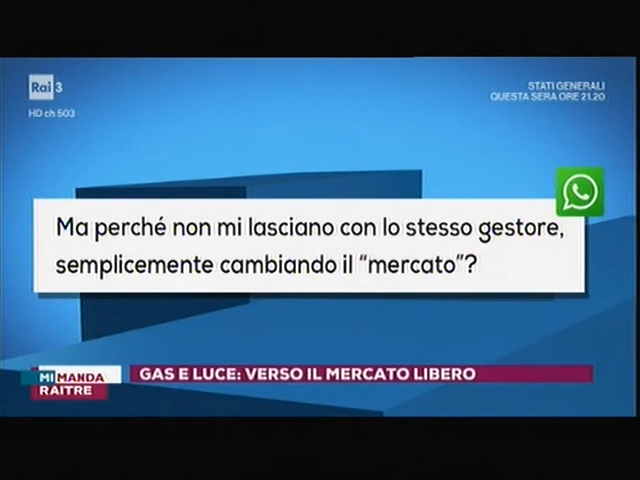 Rai 3
HD ch 503
STATI GENERALI
QUESTA SERA ORE 21.20
Ma perché non mi lasciano con lo stesso gestore,
semplicemente cambiando il “mercato”?
MI MANDA
RAITRE
GAS E LUCE: VERSO IL MERCATO LIBERO